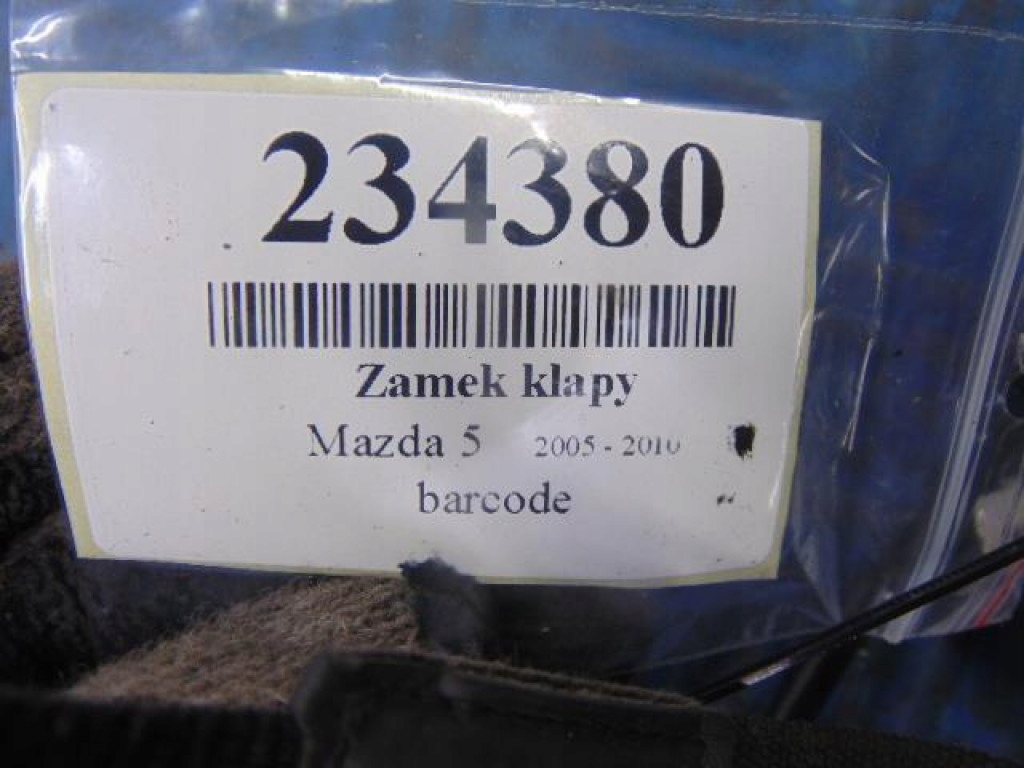 234380
Zamek klapy
Mazda 5 2005 - 2010
barcode